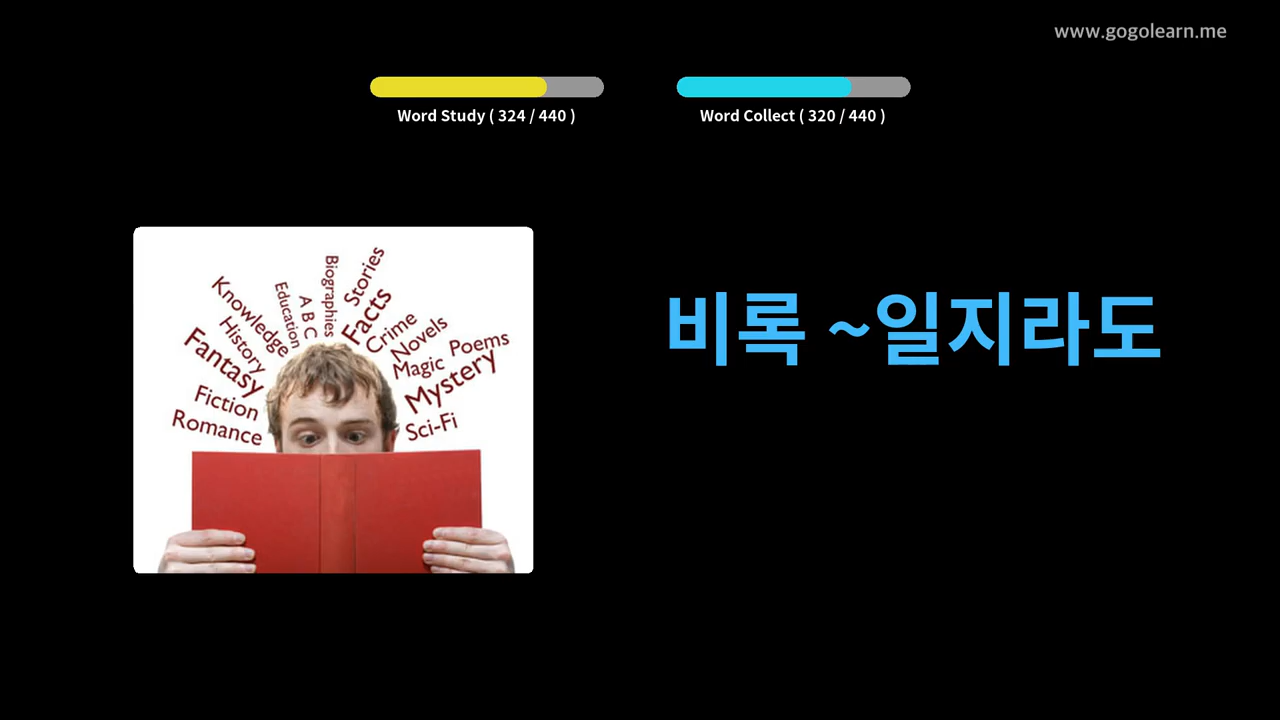 www.gogolearn.me
Word Study ( 324 / 440 )
Word Collect ( 320 / 440 )
비록 ~일지라도
Knowledge
History
Fantasy
Fiction
Romance
Education
A B C
Biographies
Stories
Facts
Crime
Novels
Magic
Poems
Mystery
Sci-Fi